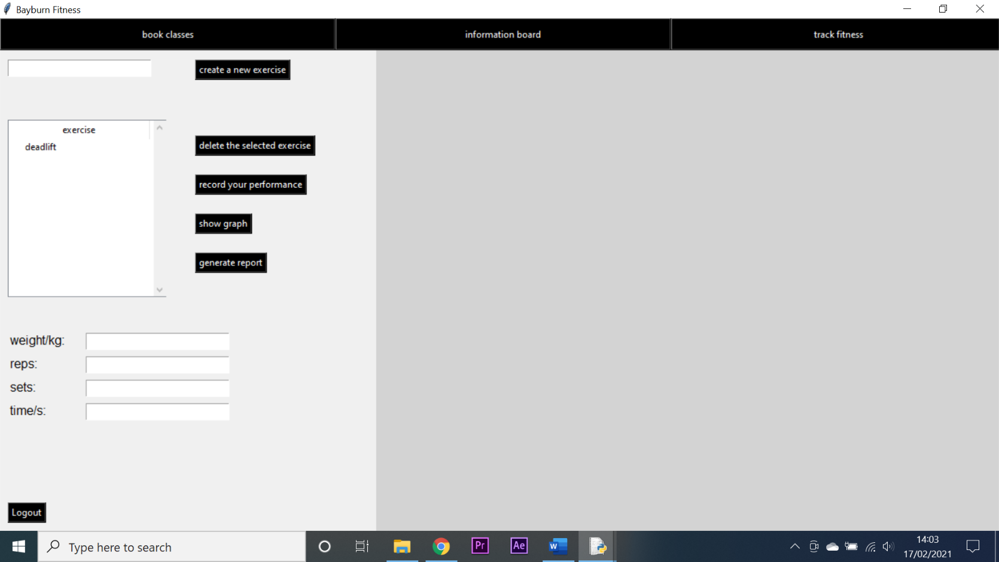 Bayburn Fitness
book classes
information board
track fitness
create a new exercise
exercise
deadlift
delete the selected exercise
record your performance
show graph
generate report
weight/kg:
reps:
sets:
time/s:
Logout
Type here to search
Pr
Ae
W
14:03
17/02/2021